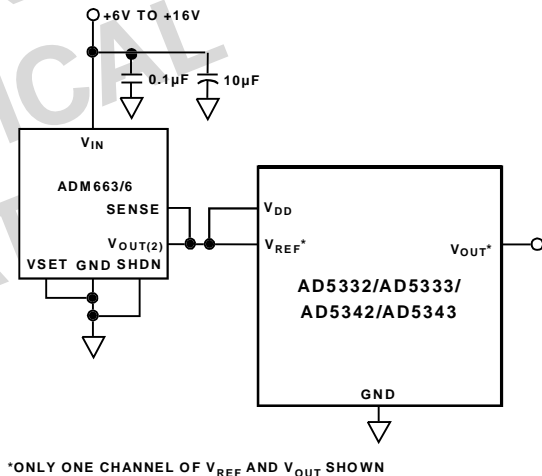 +6V TO +16V
0.1µF
10µF
VIN
ADM663/6
SENSE
VOUT(2)
VSET GND SHDN
VDD
VREF*
VOUT*
AD5332/AD5333/
AD5342/AD5343
GND
*ONLY ONE CHANNEL OF VREF AND VOUT SHOWN